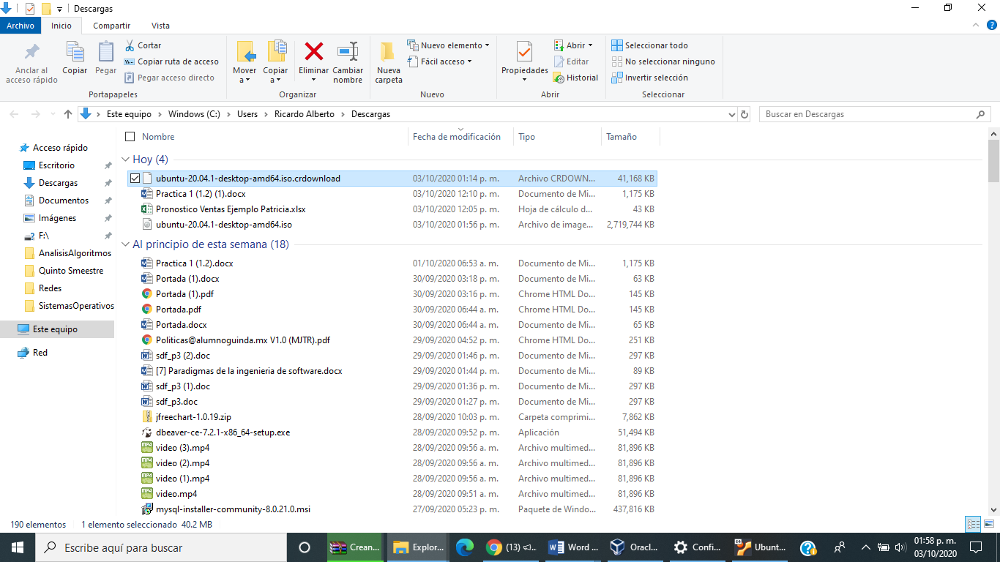 Descargas
Archivo Inicio Compartir Vista
Anclar al acceso rápido
Copiar
Pegar
Cortar
Copiar ruta de acceso
Pegar acceso directo
Portapapeles
Mover a
Copiar a
Eliminar
Cambiar nombre
Organizar
Nueva carpeta
Nuevo elemento
Fácil acceso
Nuevo
Propiedades
Abrir
Editar
Historial
Abrir
Seleccionar todo
No seleccionar ninguno
Invertir selección
Seleccionar
Este equipo > Windows (C:) > Users > Ricardo Alberto > Descargas
Buscar en Descargas
Acceso rápido
Escritorio
Descargas
Documentos
Imágenes
F:\
AnalisisAlgoritmos
Quinto Smeestre
Redes
SistemasOperativos
Este equipo
Red
Nombre Fecha de modificación Tipo Tamaño
Hoy (4)
ubuntu-20.04.1-desktop-amd64.iso.crdownload 03/10/2020 01:14 p. m. Archivo CRDOWN... 41,168 KB
Practica 1 (1.2) (1).docx 03/10/2020 12:10 p. m. Documento de Mi... 1,175 KB
Pronostico Ventas Ejemplo Patricia.xlsx 03/10/2020 12:05 p. m. Hoja de cálculo d... 43 KB
ubuntu-20.04.1-desktop-amd64.iso 03/10/2020 01:56 p. m. Archivo de image... 2,719,744 KB
Al principio de esta semana (18)
Practica 1 (1.2).docx 01/10/2020 06:53 a. m. Documento de Mi... 1,175 KB
Portada (1).docx 30/09/2020 03:18 p. m. Documento de Mi... 63 KB
Portada (1).pdf 30/09/2020 03:16 p. m. Chrome HTML Do... 145 KB
Portada.pdf 30/09/2020 06:44 a. m. Chrome HTML Do... 145 KB
Portada.docx 30/09/2020 06:44 a. m. Documento de Mi... 65 KB
Politicas@alumnoguinda.mx V1.0 (MJTR).pdf 29/09/2020 04:52 p. m. Chrome HTML Do... 251 KB
sdf_p3 (2).doc 29/09/2020 01:46 p. m. Documento de Mi... 297 KB
[7] Paradigmas de la ingenieria de software.docx 29/09/2020 01:44 p. m. Documento de Mi... 89 KB
sdf_p3 (1).doc 29/09/2020 01:36 p. m. Documento de Mi... 297 KB
sdf_p3.doc 29/09/2020 01:27 p. m. Documento de Mi... 297 KB
jfreechart-1.0.19.zip 28/09/2020 10:03 p. m. Carpeta comprimi... 7,862 KB
dbeaver-ce-7.2.1-x86_64-setup.exe 28/09/2020 09:52 p. m. Aplicación 51,494 KB
video (3).mp4 28/09/2020 09:56 a. m. Archivo multimed... 81,896 KB
video (2).mp4 28/09/2020 09:56 a. m. Archivo multimed... 81,896 KB
video (1).mp4 28/09/2020 09:56 a. m. Archivo multimed... 81,896 KB
video.mp4 28/09/2020 09:51 a. m. Archivo multimed... 81,896 KB
mysql-installer-community-8.0.21.0.msi 27/09/2020 05:23 p. m. Paquete de Windo... 437,816 KB
190 elementos 1 elemento seleccionado 40.2 MB
Escribe aquí para buscar
Crean... Explor... (13) Word ... Oracl... Confi... Ubunt...
01:58 p. m.
03/10/2020